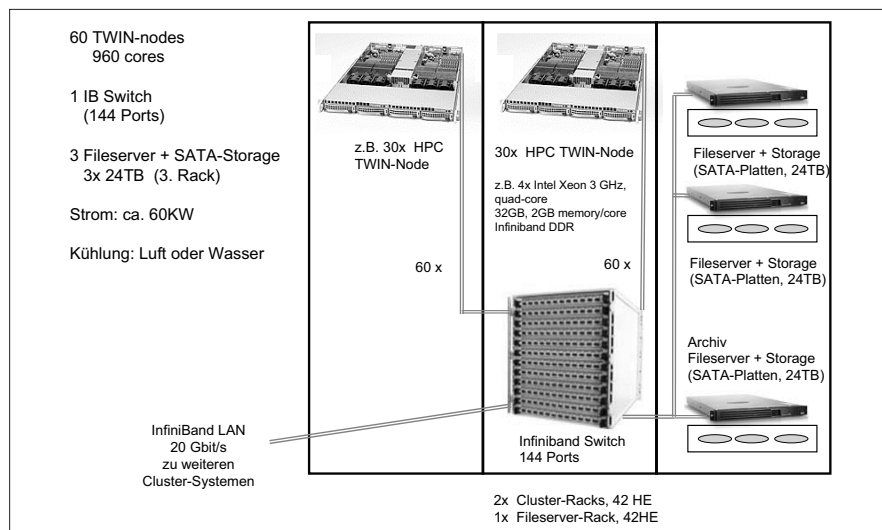 60 TWIN-nodes
960 cores
1 IB Switch
(144 Ports)
3 Fileserver + SATA-Storage
3x 24TB (3. Rack)
Strom: ca. 60KW
Kühlung: Luft oder Wasser
z.B. 30x HPC
TWIN-Node
60 x
30x HPC TWIN-Node
z.B. 4x Intel Xeon 3 GHz,
quad-core
32GB, 2GB memory/core
Infiniband DDR
60 x
Fileserver + Storage
(SATA-Platten, 24TB)
Fileserver + Storage
(SATA-Platten, 24TB)
Archiv
Fileserver + Storage
(SATA-Platten, 24TB)
InfiniBand LAN
20 Gbit/s
zu weiteren
Cluster-Systemen
Infiniband Switch
144 Ports
2x Cluster-Racks, 42 HE
1x Fileserver-Rack, 42HE